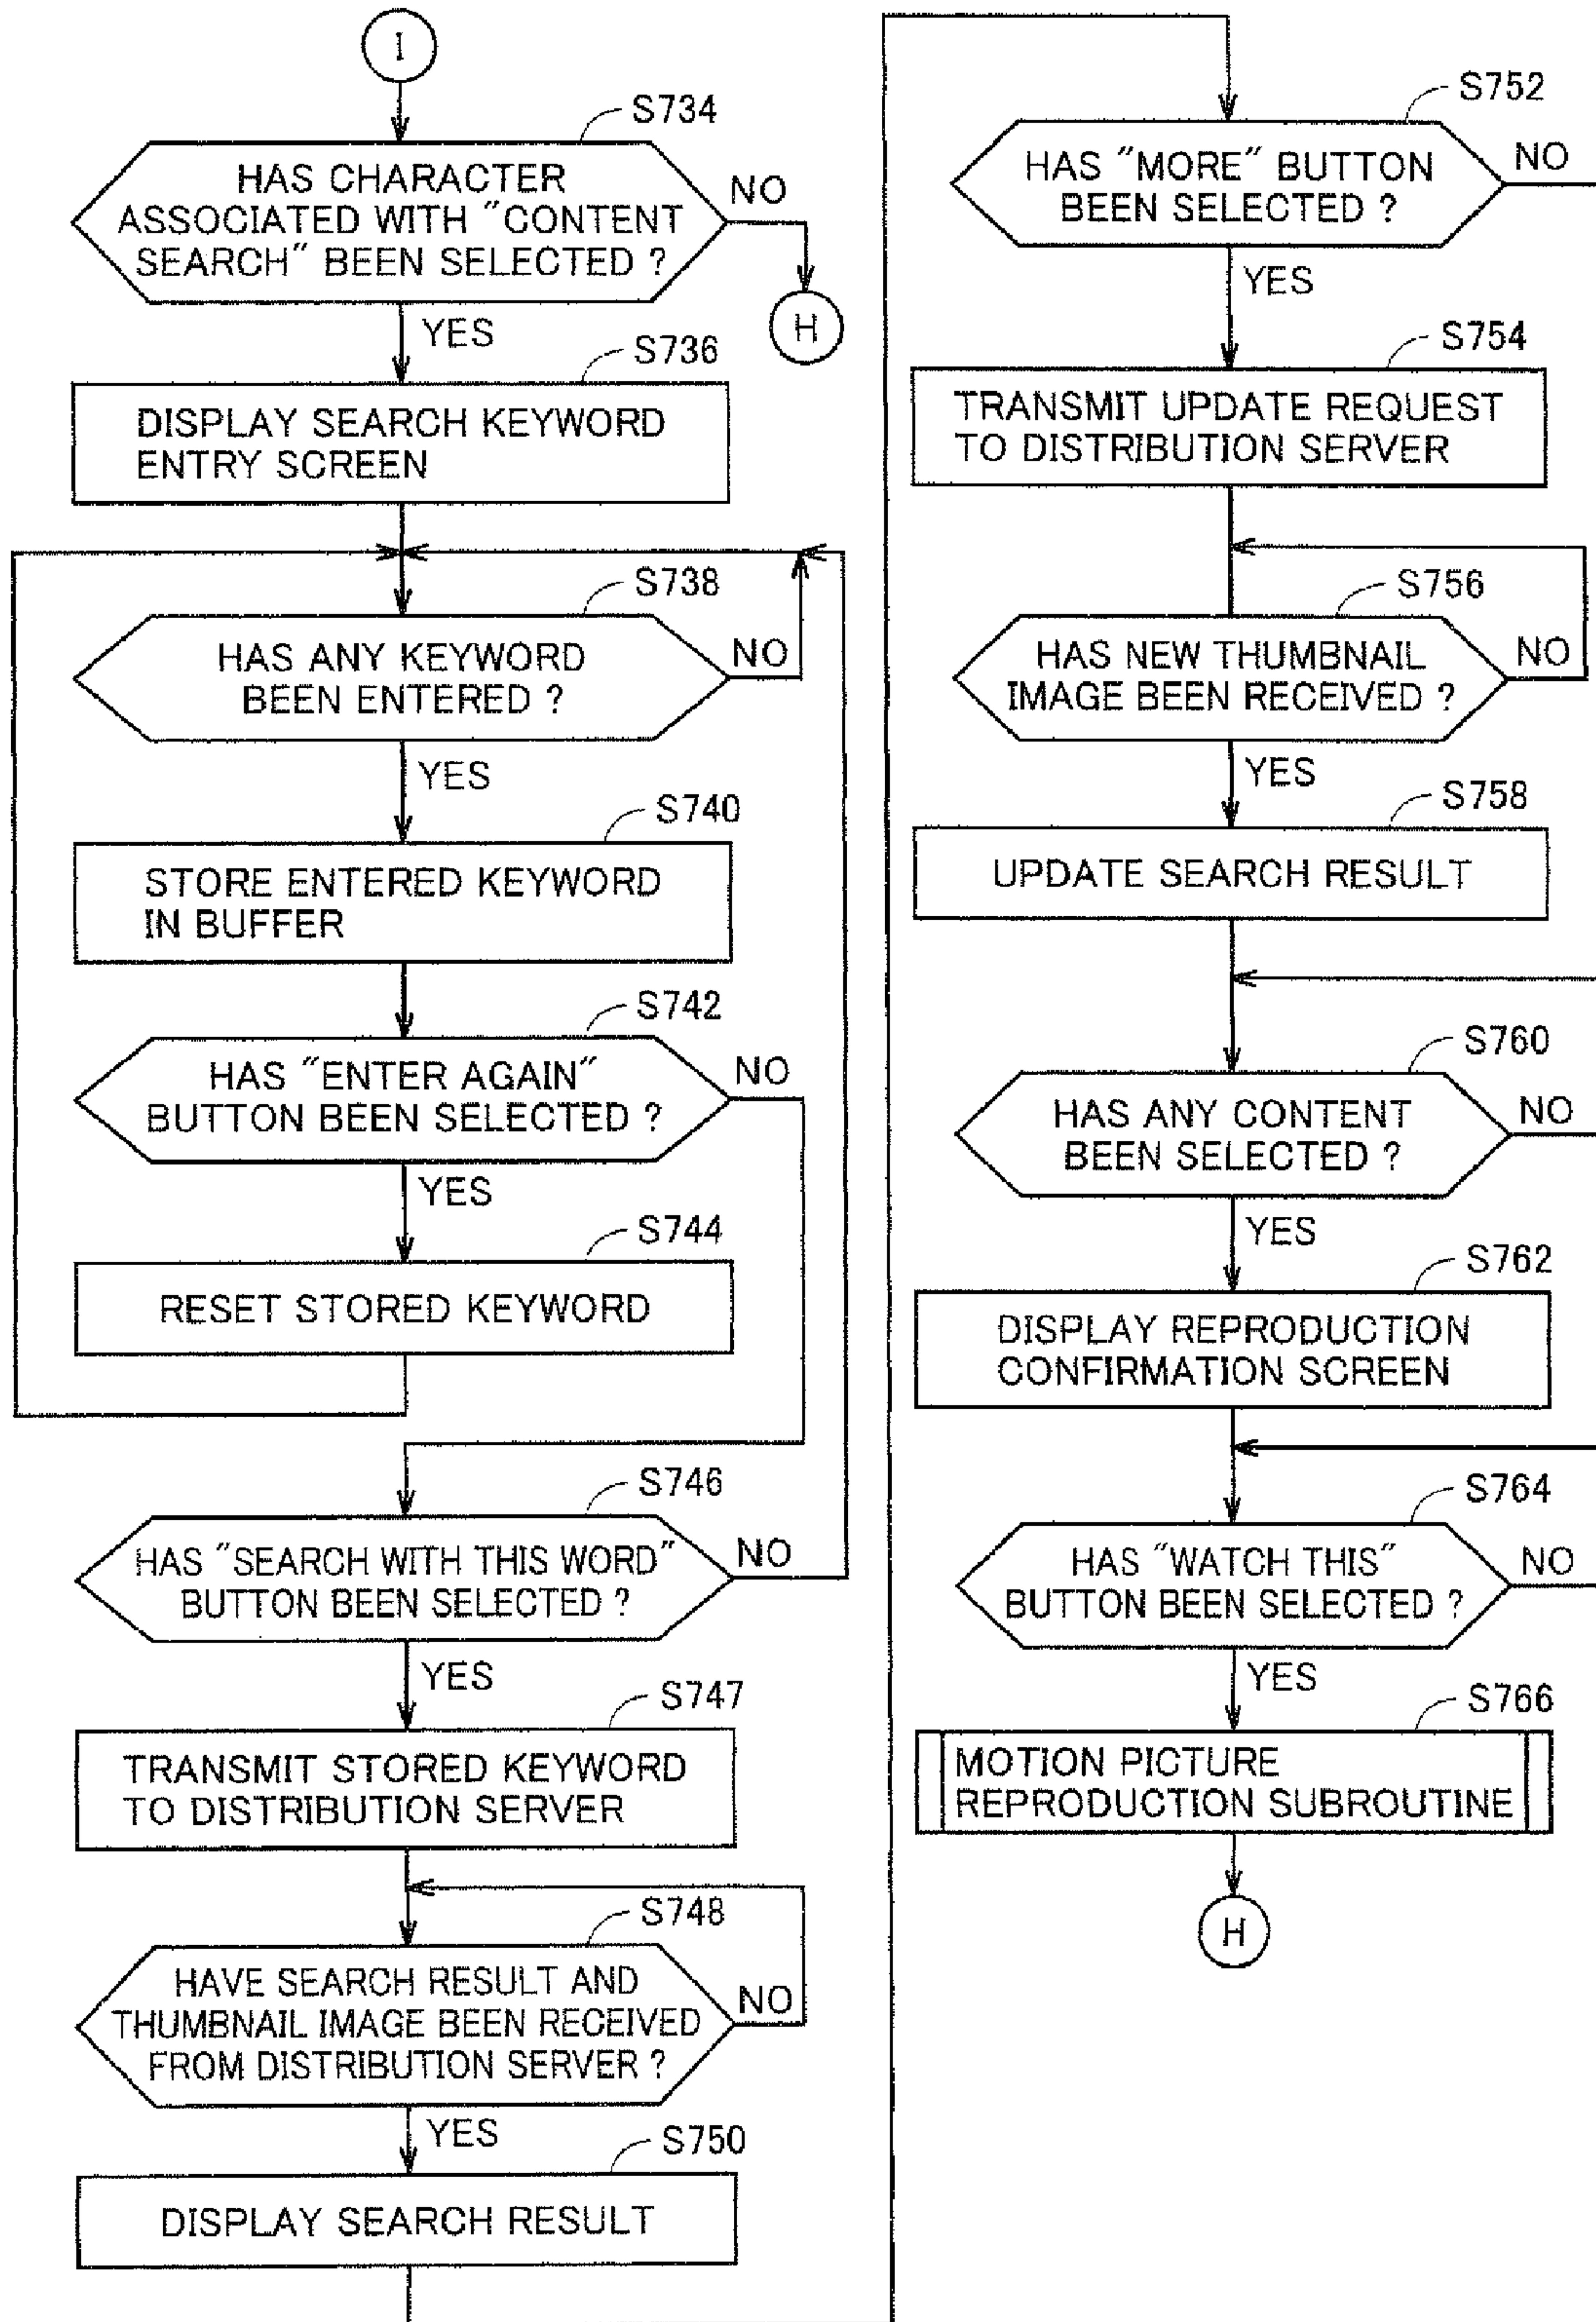 I
S734
HAS CHARACTER
ASSOCIATED WITH "CONTENT
SEARCH" BEEN SELECTED ?
NO
H
YES
S736
DISPLAY SEARCH KEYWORD
ENTRY SCREEN
S738
HAS ANY KEYWORD
BEEN ENTERED ?
NO
YES
S740
STORE ENTERED KEYWORD
IN BUFFER
S742
HAS "ENTER AGAIN"
BUTTON BEEN SELECTED ?
NO
YES
S744
RESET STORED KEYWORD
S746
HAS "SEARCH WITH THIS WORD"
BUTTON BEEN SELECTED ?
NO
YES
S747
TRANSMIT STORED KEYWORD
TO DISTRIBUTION SERVER
S748
HAVE SEARCH RESULT AND
THUMBNAIL IMAGE BEEN RECEIVED
FROM DISTRIBUTION SERVER ?
NO
YES
S750
DISPLAY SEARCH RESULT
S752
HAS "MORE" BUTTON
BEEN SELECTED ?
NO
YES
S754
TRANSMIT UPDATE REQUEST
TO DISTRIBUTION SERVER
S756
HAS NEW THUMBNAIL
IMAGE BEEN RECEIVED ?
NO
YES
S758
UPDATE SEARCH RESULT
S760
HAS ANY CONTENT
BEEN SELECTED ?
NO
YES
S762
DISPLAY REPRODUCTION
CONFIRMATION SCREEN
S764
HAS "WATCH THIS"
BUTTON BEEN SELECTED ?
NO
YES
S766
MOTION PICTURE
REPRODUCTION SUBROUTINE
H